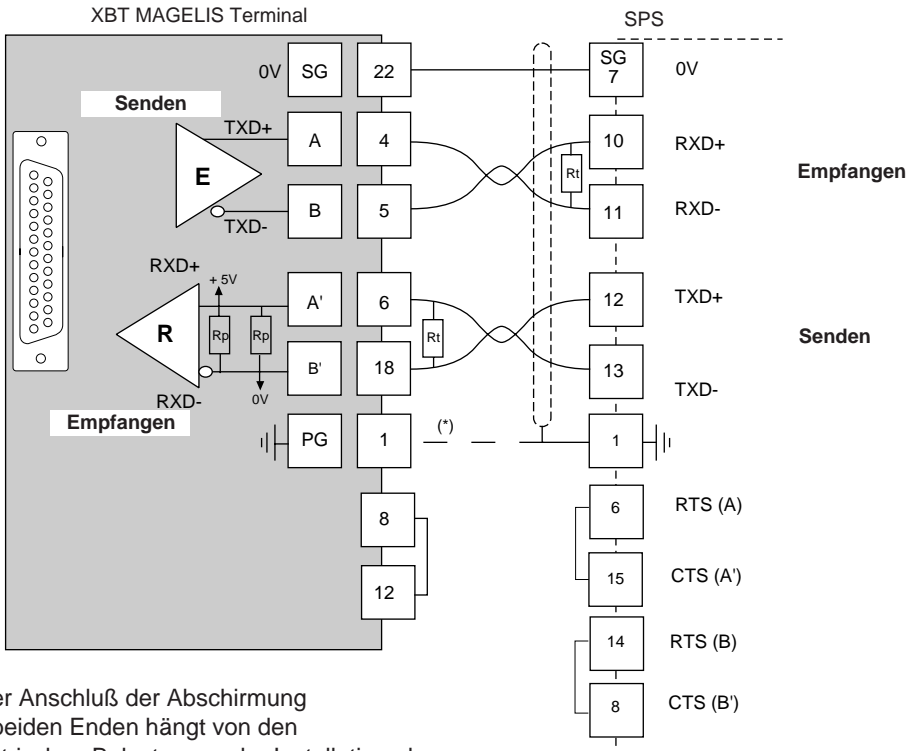 XBT MAGELIS Terminal
SPS
0V SG 22
SG 7 0V
Senden
TXD+ A 4
10 RXD+
E
Rt
Empfangen
B 5
11 RXD-
TXD-
RXD+
+ 5V
A' 6
12 TXD+
R Rp Rp
Rt
Senden
B' 18
13
TXD-
RXD-
0V
Empfangen
PG 1 (*) 1
8
6 RTS (A)
12
15 CTS (A')
14 RTS (B)
8 CTS (B')
er Anschluß der Abschirmung
beiden Enden hängt von den